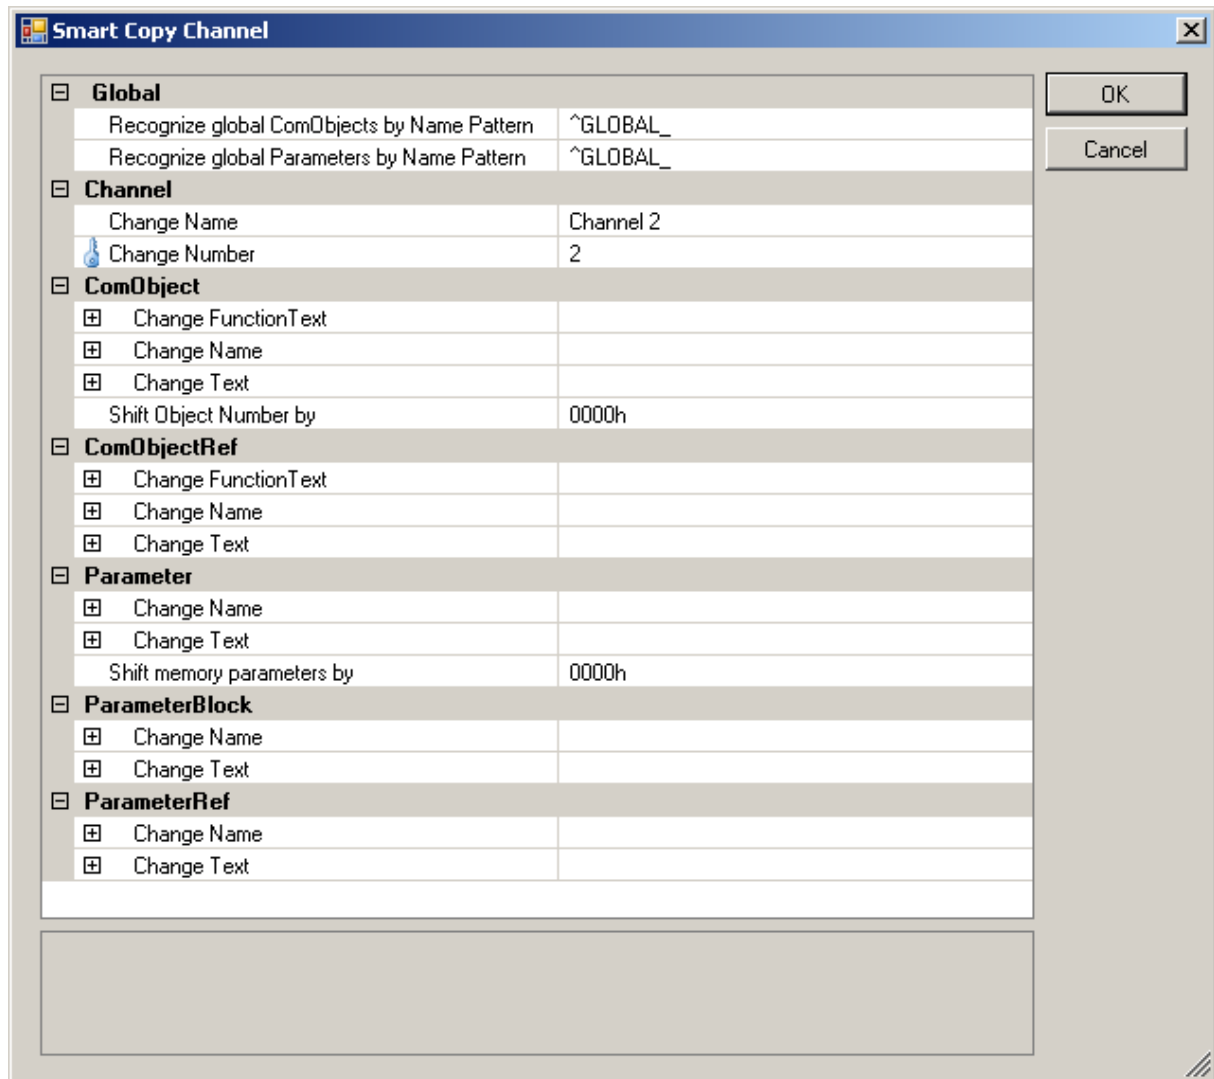 Smart Copy Channel
OK
Cancel
Global
Recognize global ComObjects by Name Pattern ^GLOBAL_
Recognize global Parameters by Name Pattern ^GLOBAL_
Channel
Change Name Channel 2
Change Number 2
ComObject
Change FunctionText
Change Name
Change Text
Shift Object Number by 0000h
ComObjectRef
Change FunctionText
Change Name
Change Text
Parameter
Change Name
Change Text
Shift memory parameters by 0000h
ParameterBlock
Change Name
Change Text
ParameterRef
Change Name
Change Text